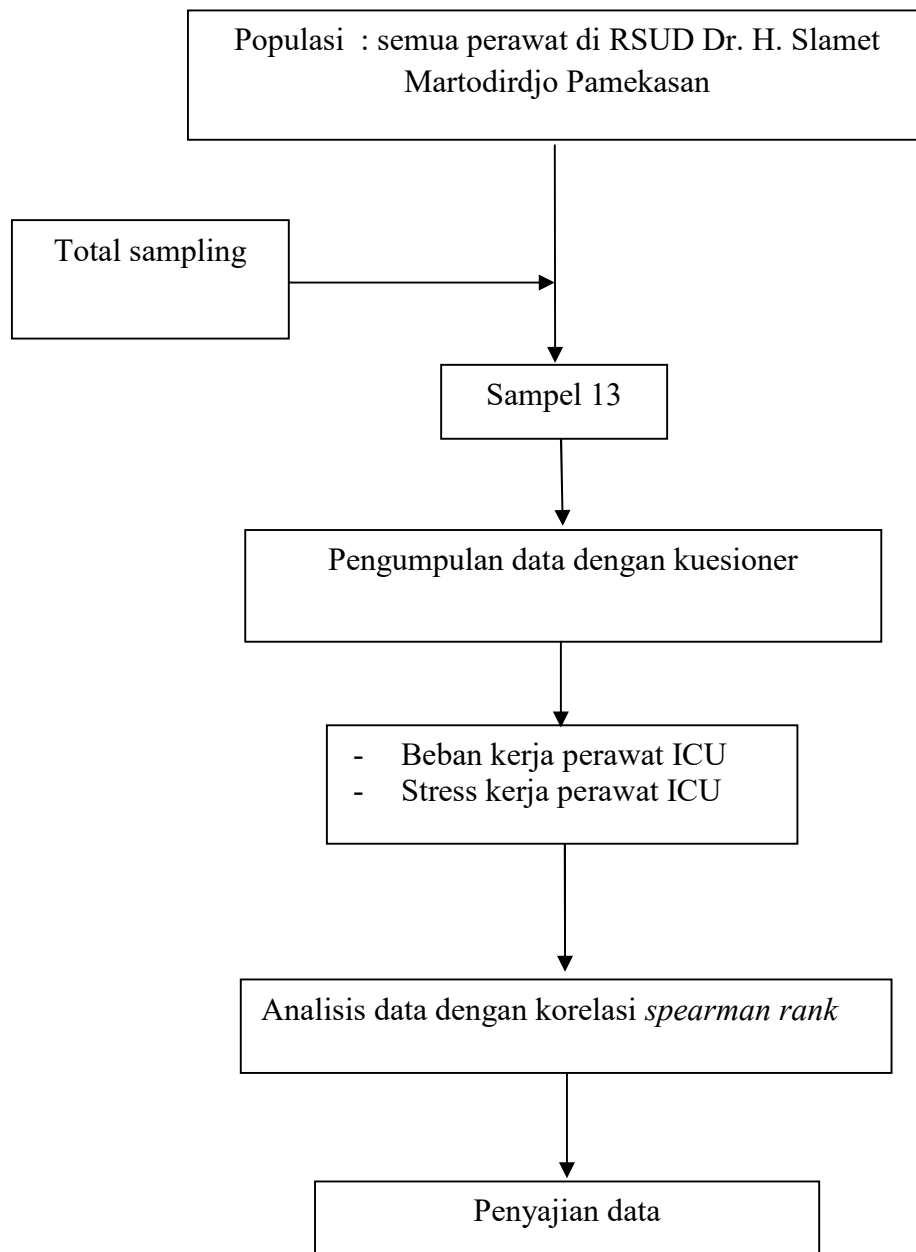 Populasi : semua perawat di RSUD Dr. H. Slamet
Martodirdjo Pamekasan
Total sampling
Sampel 13
Pengumpulan data dengan kuesioner
- Beban kerja perawat ICU
- Stress kerja perawat ICU
Analisis data dengan korelasi spearman rank
Penyajian data